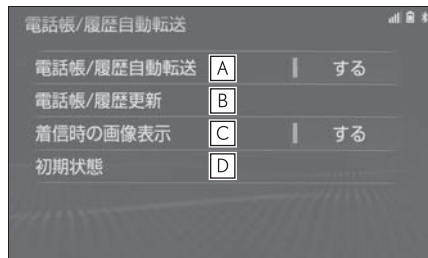 電話帳/履歴自動転送
電話帳/履歴自動転送 A する
電話帳/履歴更新 B
着信時の画像表示 C する
初期状態 D